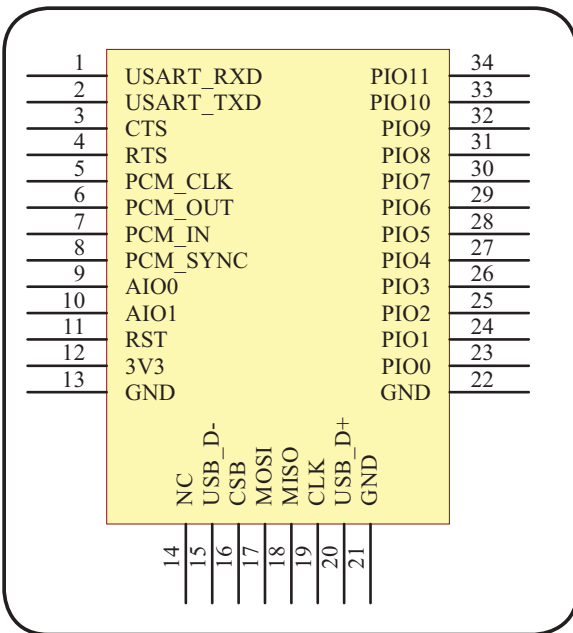 1 USART_RXD PIO11 34
2 USART_TXD PIO10 33
3 CTS PIO9 32
4 RTS PIO8 31
5 PCM_CLK PIO7 30
6 PCM_OUT PIO6 29
7 PCM_IN PIO5 28
8 PCM_SYNC PIO4 27
9 AIO0 PIO3 26
10 AIO1 PIO2 25
11 RST PIO1 24
12 3V3 PIO0 23
13 GND GND 22
NC
USB_D-
CSB
MOSI
MISO
CLK
USB_D+
GND
14
15
16
17
18
19
20
21